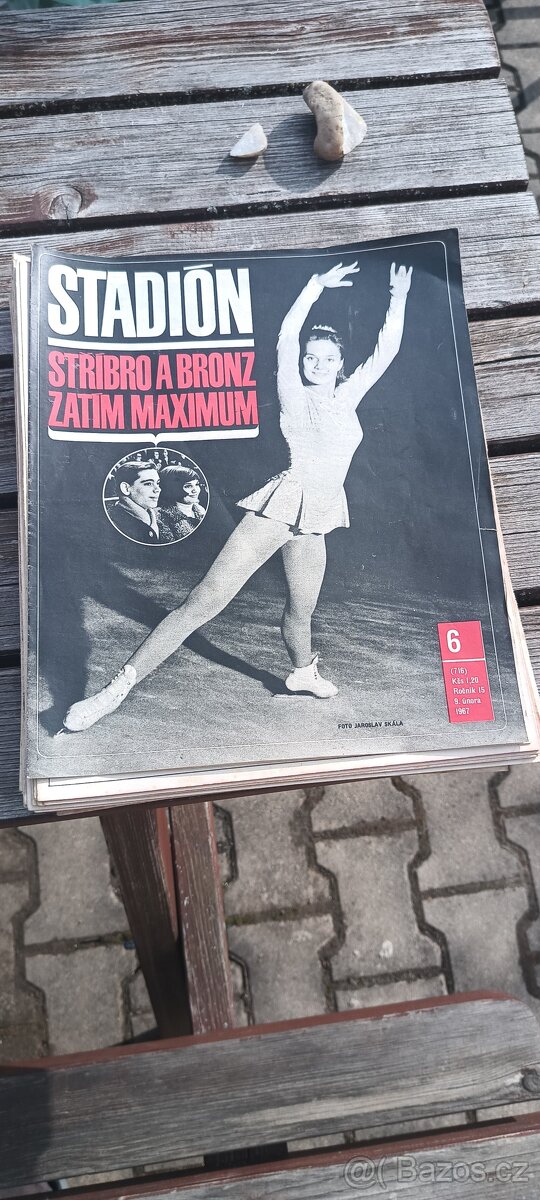 STADIÓN
STŘÍBRO A BRONZ
ZATÍM MAXIMUM
6
(716)
Kčs 1,20
Ročník 15
9. února
1967
FOTO JAROSLAV SKÁLA
@Bazos.cz